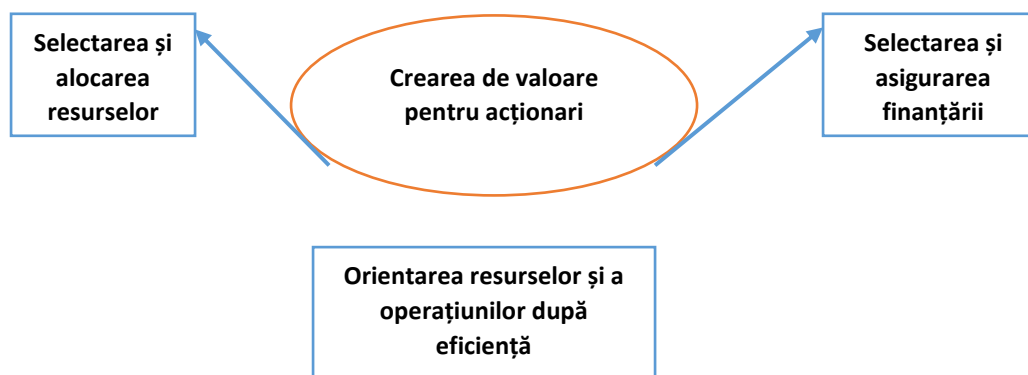 Selectarea și
alocarea
resurselor
Crearea de valoare
pentru acționari
Selectarea și
asigurarea
finanțării
Orientarea resurselor și a
operațiunilor după
eficiență